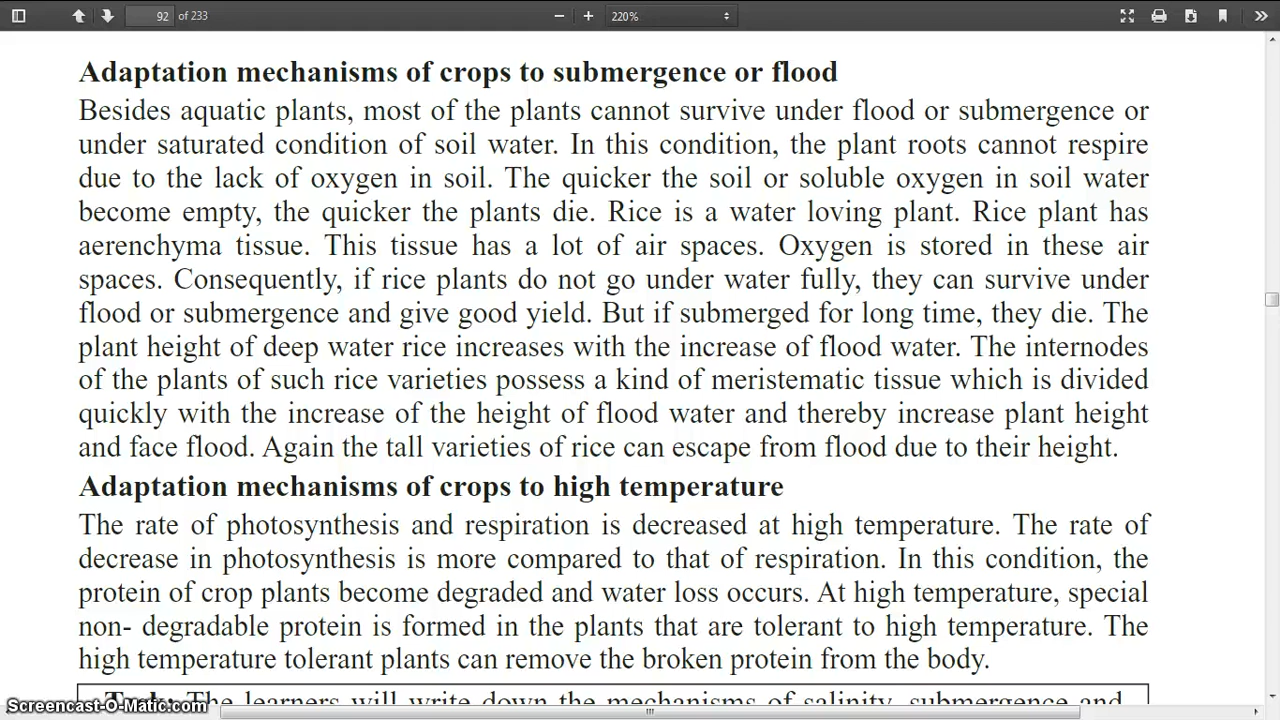 92 of 233
220%
Adaptation mechanisms of crops to submergence or flood
Besides aquatic plants, most of the plants cannot survive under flood or submergence or
under saturated condition of soil water. In this condition, the plant roots cannot respire
due to the lack of oxygen in soil. The quicker the soil or soluble oxygen in soil water
become empty, the quicker the plants die. Rice is a water loving plant. Rice plant has
aerenchyma tissue. This tissue has a lot of air spaces. Oxygen is stored in these air
spaces. Consequently, if rice plants do not go under water fully, they can survive under
flood or submergence and give good yield. But if submerged for long time, they die. The
plant height of deep water rice increases with the increase of flood water. The internodes
of the plants of such rice varieties possess a kind of meristematic tissue which is divided
quickly with the increase of the height of flood water and thereby increase plant height
and face flood. Again the tall varieties of rice can escape from flood due to their height.
Adaptation mechanisms of crops to high temperature
The rate of photosynthesis and respiration is decreased at high temperature. The rate of
decrease in photosynthesis is more compared to that of respiration. In this condition, the
protein of crop plants become degraded and water loss occurs. At high temperature, special
non- degradable protein is formed in the plants that are tolerant to high temperature. The
high temperature tolerant plants can remove the broken protein from the body.
Task: The learners will write down the mechanisms of salinity, submergence and
Screencast-O-Matic.com